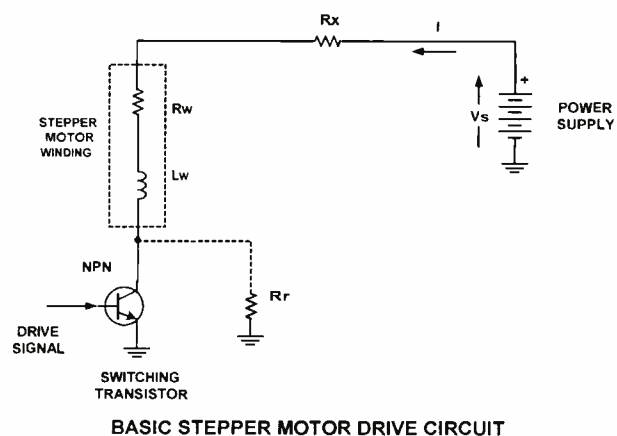 Rx
I
Rw
STEPPER
MOTOR
WINDING
Lw
+
Vs
POWER
SUPPLY
NPN
Rr
DRIVE
SIGNAL
SWITCHING
TRANSISTOR
BASIC STEPPER MOTOR DRIVE CIRCUIT